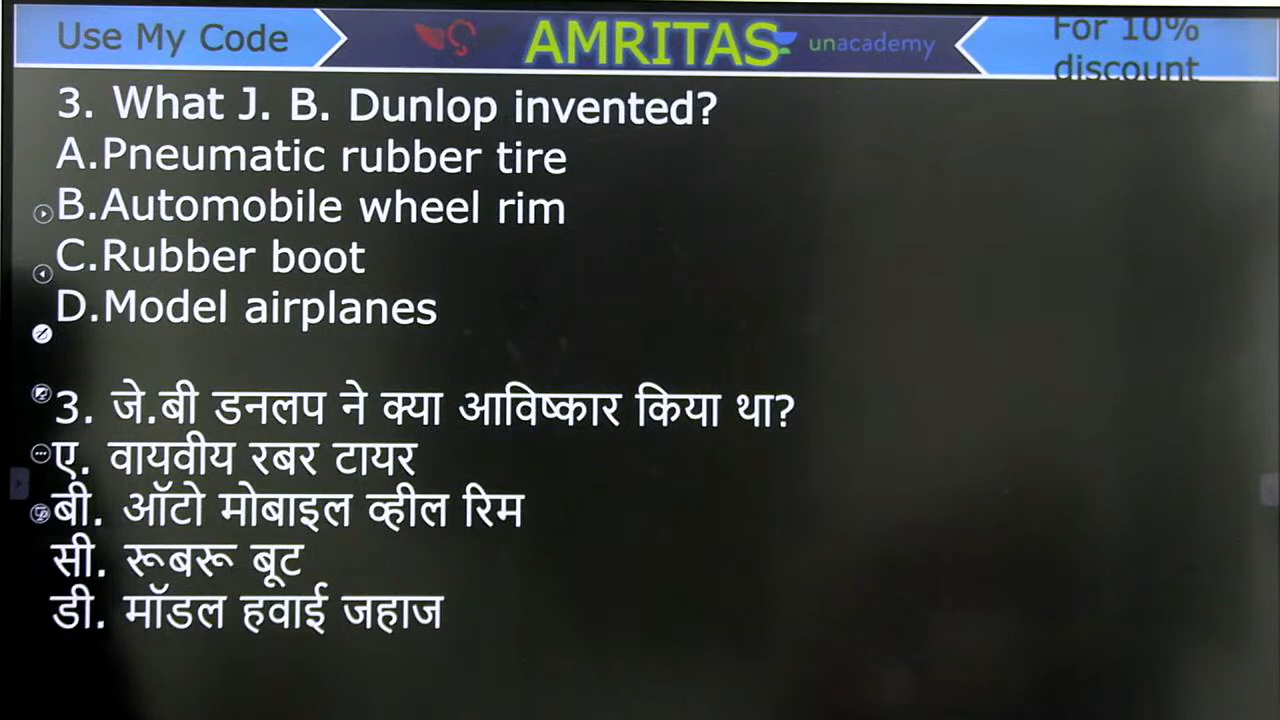 Use My Code
AMRITAS
unacademy
For 10%
discount
3. What J. B. Dunlop invented?
A.Pneumatic rubber tire
B.Automobile wheel rim
C.Rubber boot
D.Model airplanes
3. जे.बी डनलप ने क्या आविष्कार किया था?
ए. वायवीय रबर टायर
बी. ऑटो मोबाइल व्हील रिम
सी. रूबरू बूट
डी. मॉडल हवाई जहाज